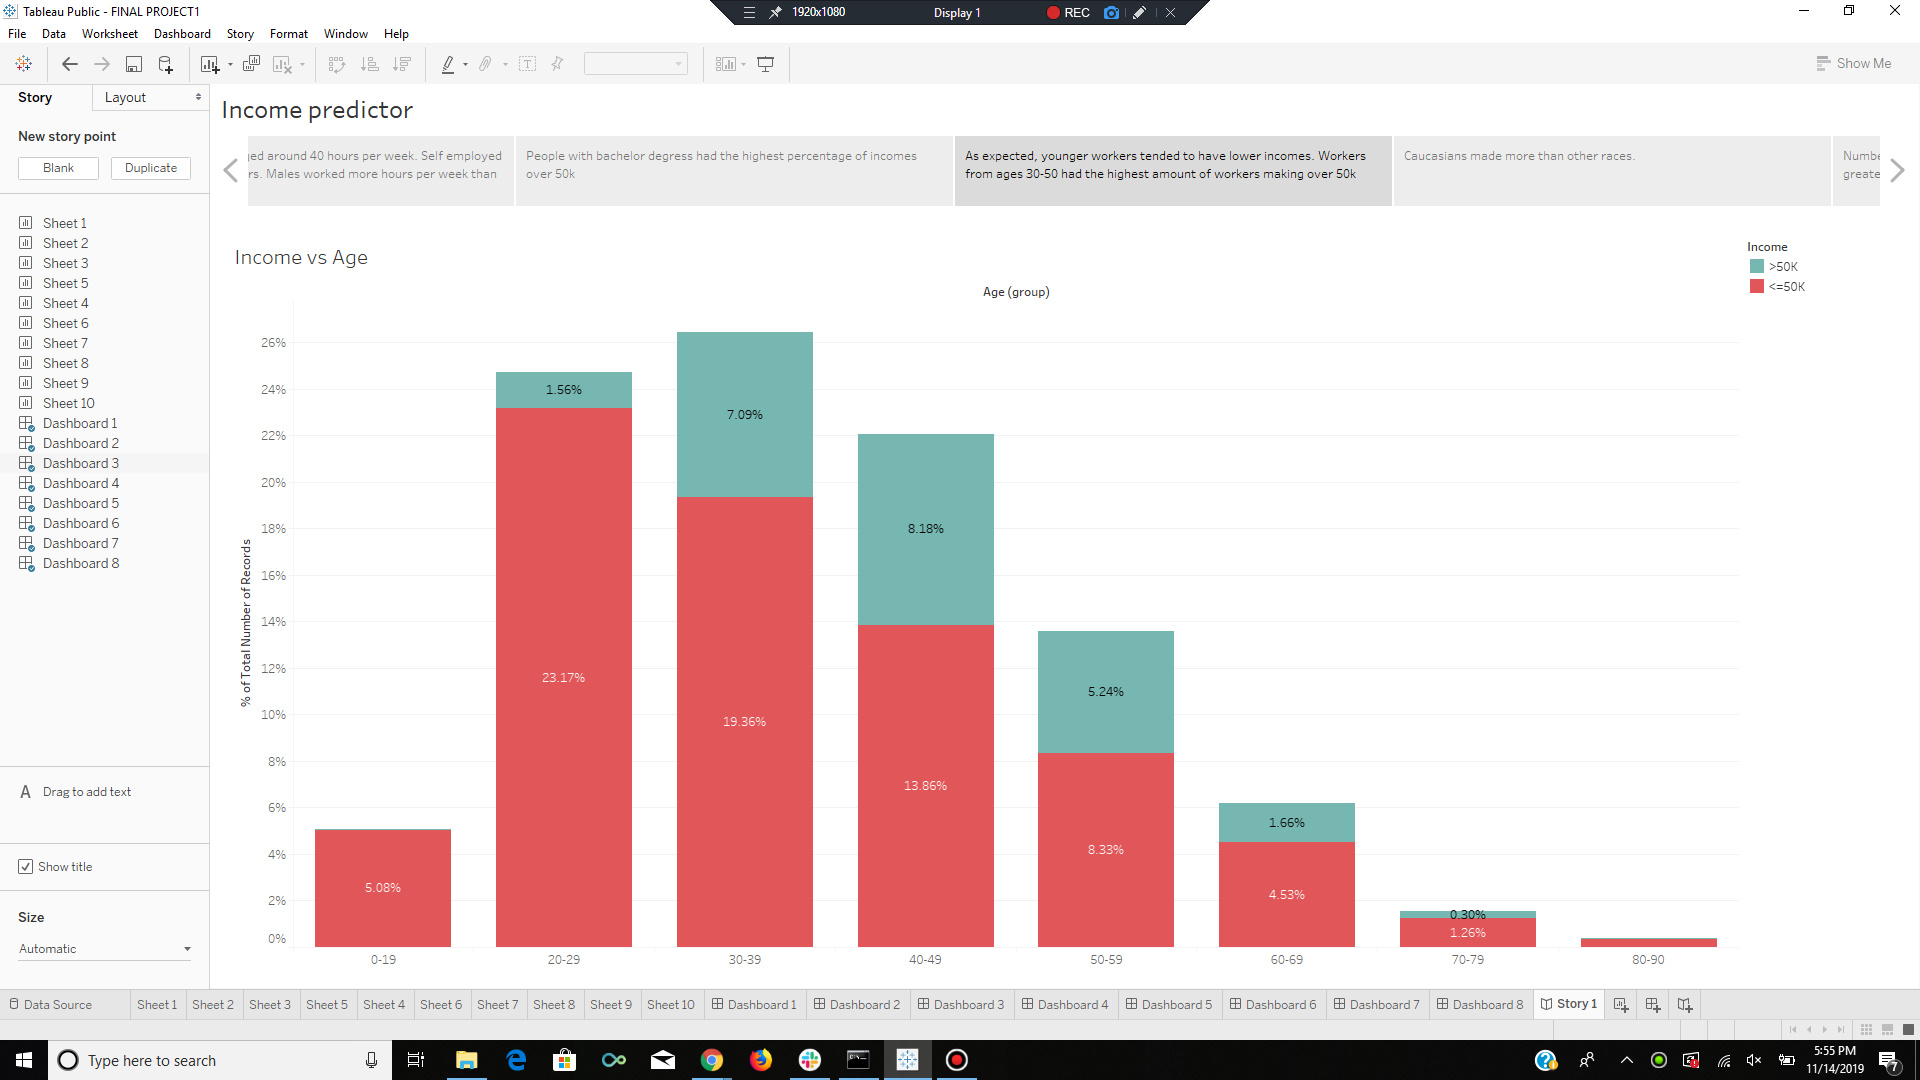 Tableau Public - FINAL PROJECT1
1920x1080
Display 1
REC
File Data Worksheet Dashboard Story Format Window Help
Show Me
Story
Layout
New story point
Blank
Duplicate
Sheet 1
Sheet 2
Sheet 3
Sheet 5
Sheet 4
Sheet 6
Sheet 7
Sheet 8
Sheet 9
Sheet 10
Dashboard 1
Dashboard 2
Dashboard 3
Dashboard 4
Dashboard 5
Dashboard 6
Dashboard 7
Dashboard 8
A Drag to add text
Show title
Size
Automatic
Income predictor
around 40 hours per week. Self employed
Males worked more hours per week than
People with bachelor degress had the highest percentage of incomes
over 50k
As expected, younger workers tended to have lower incomes. Workers
from ages 30-50 had the highest amount of workers making over 50k
Caucasians made more than other races.
Income vs Age
Age (group)
Income
>50K
<=50K
% of Total Number of Records
26%
24%
22%
20%
18%
16%
14%
12%
10%
8%
6%
4%
2%
0%
5.08%
1.56%
23.17%
7.09%
19.36%
8.18%
13.86%
5.24%
8.33%
1.66%
4.53%
0.30%
1.26%
0-19 20-29 30-39 40-49 50-59 60-69 70-79 80-90
Data Source Sheet 1 Sheet 2 Sheet 3 Sheet 5 Sheet 4 Sheet 6 Sheet 7 Sheet 8 Sheet 9 Sheet 10 Dashboard 1 Dashboard 2 Dashboard 3 Dashboard 4 Dashboard 5 Dashboard 6 Dashboard 7 Dashboard 8 Story 1
Type here to search
5:55 PM
11/14/2019
7